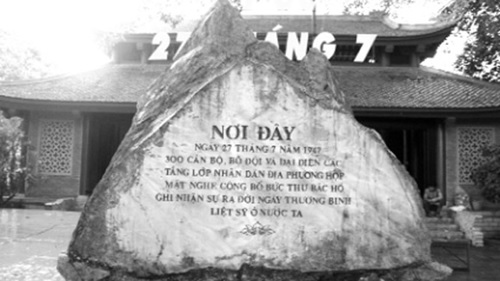 27 THÁNG 7
NƠI ĐÂY
NGÀY 27 THÁNG 7 NĂM 1947
300 CÁN BỘ, BỘ ĐỘI VÀ ĐẠI DIỆN CÁC
TẦNG LỚP NHÂN DÂN ĐỊA PHƯƠNG HỌP
MẶT NGHE CÔNG BỐ BỨC THƯ BÁC HỒ
GHI NHẬN SỰ RA ĐỜI NGÀY THƯƠNG BINH
LIỆT SỸ Ở NƯỚC TA